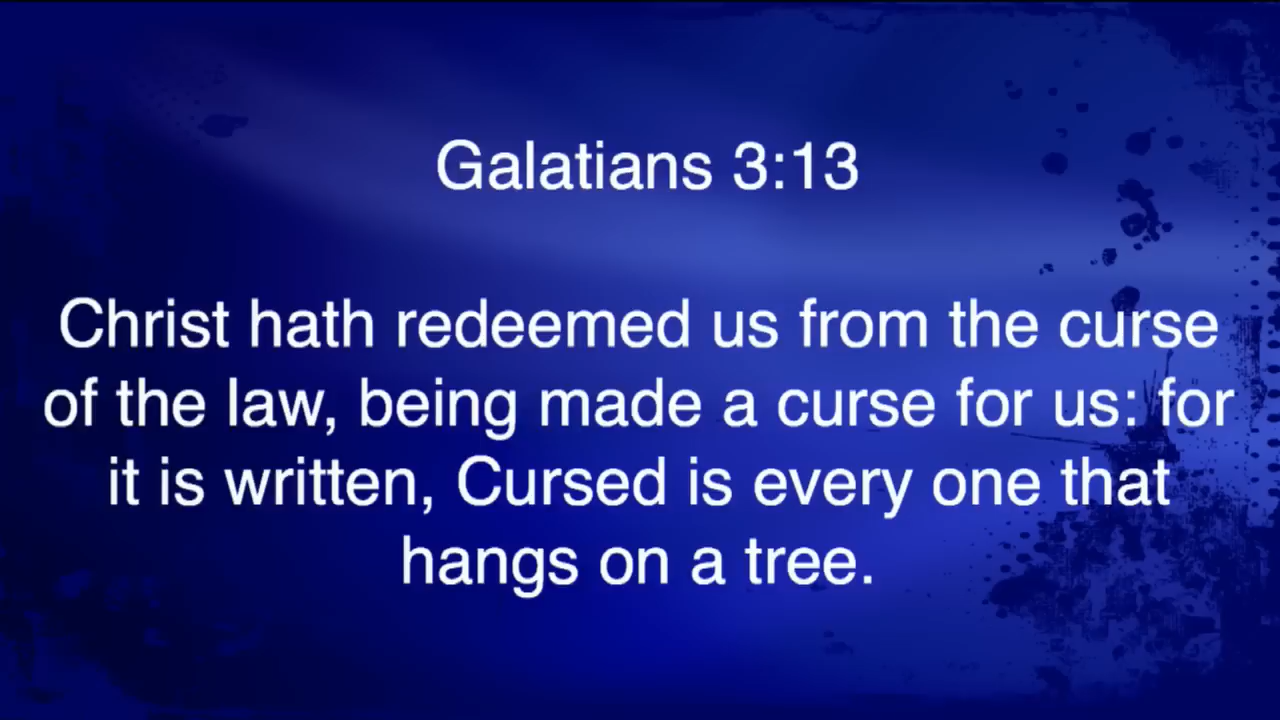 Galatians 3:13
Christ hath redeemed us from the curse
of the law, being made a curse for us: for
it is written, Cursed is every one that
hangs on a tree.